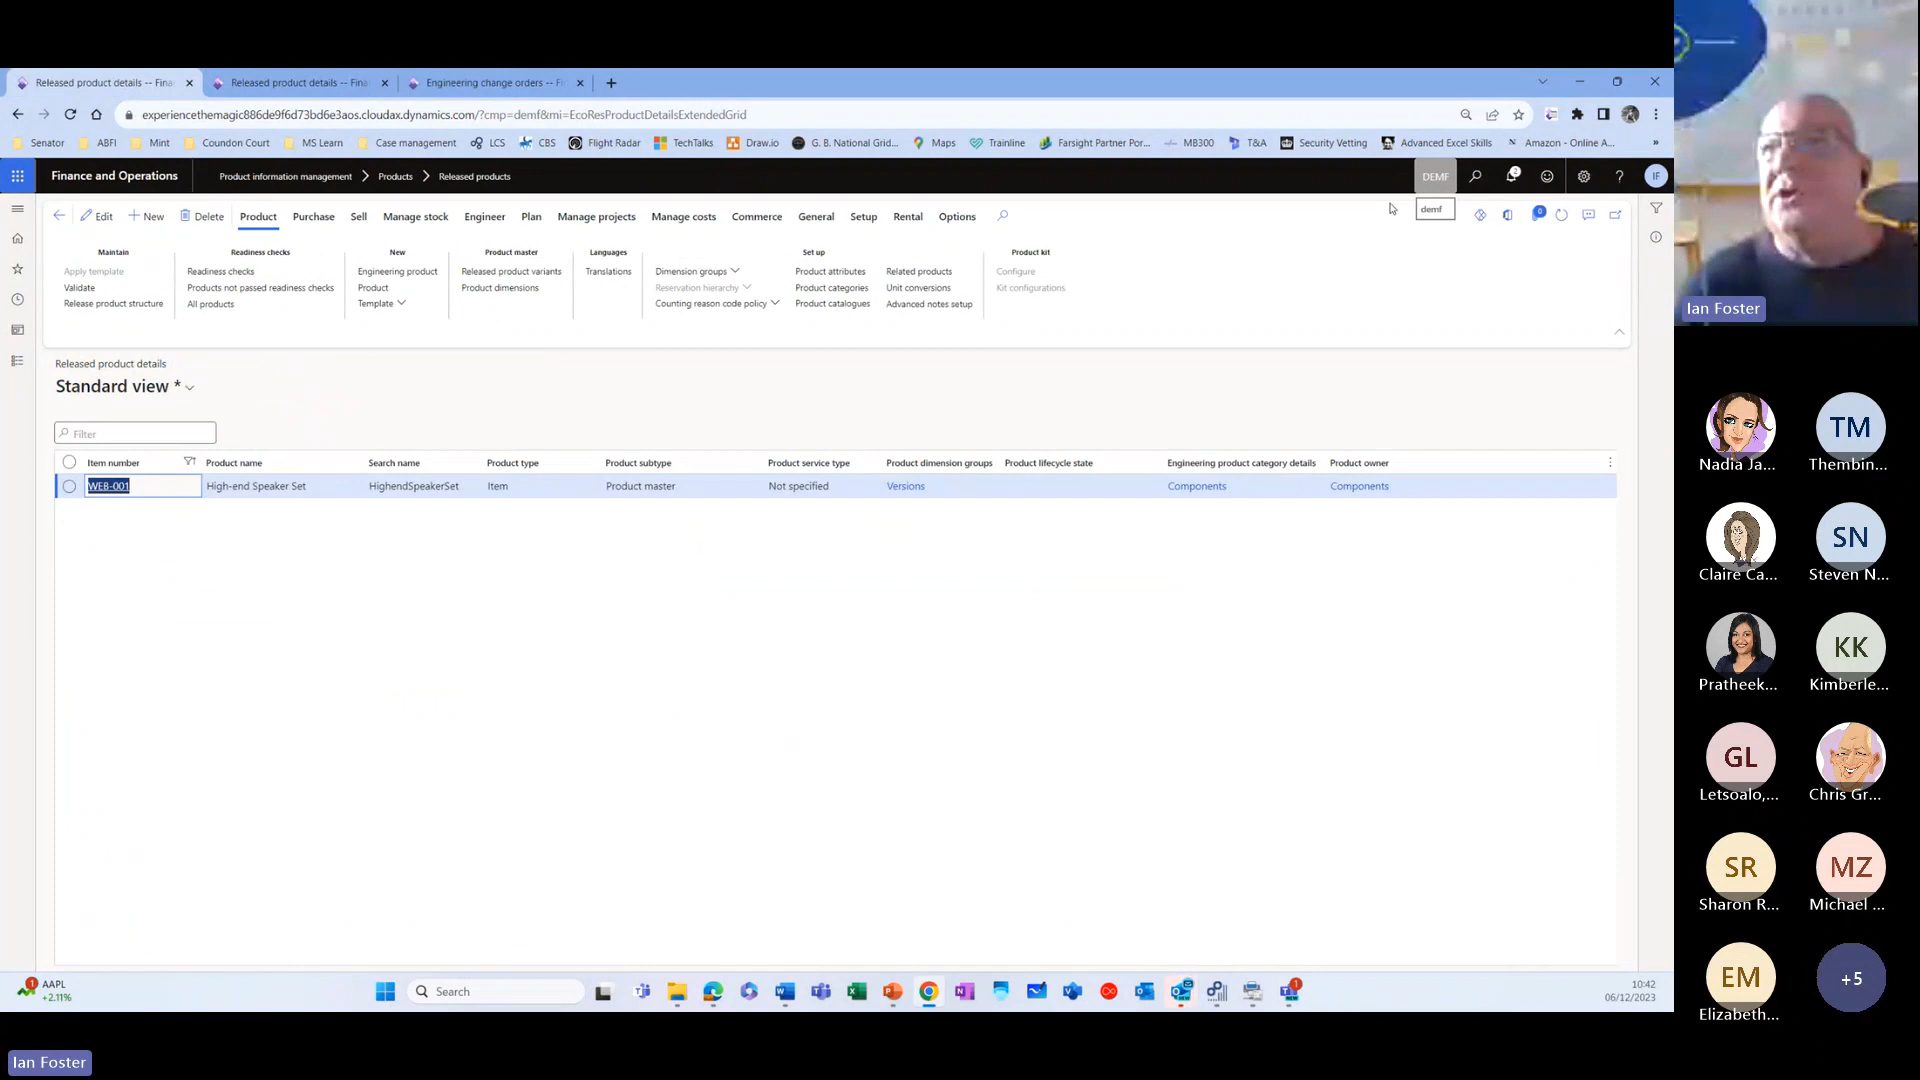 Released product details -- Fina
Released product details -- Fina
Engineering change orders -- Fi
experiencethemagic886de9f6d73bd6e3aos.cloudax.dynamics.com/?cmp=demf&mi=EcoResProductDetailsExtendedGrid
Senator ABFI Mint Coundon Court MS Learn Case management LCS CBS Flight Radar TechTalks Draw.io G. B. National Grid... Maps Trainline Farsight Partner Por... MB300 T&A Security Vetting Advanced Excel Skills Amazon - Online A... »
Finance and Operations Product information management Products Released products DEMF 2 ? IF
Edit New Delete Product Purchase Sell Manage stock Engineer Plan Manage projects Manage costs Commerce General Setup Rental Options demf 0
Maintain Readiness checks New Product master Languages Set up Product kit
Apply template Readiness checks Engineering product Released product variants Translations Dimension groups Product attributes Related products Configure
Validate Products not passed readiness checks Product Product dimensions Reservation hierarchy Product categories Unit conversions Kit configurations
Release product structure All products Template Counting reason code policy Product catalogues Advanced notes setup
Released product details
Standard view *
Filter
Item number Product name Search name Product type Product subtype Product service type Product dimension groups Product lifecycle state Engineering product category details Product owner
WEB-001 High-end Speaker Set HighendSpeakerSet Item Product master Not specified Versions Components Components
1 AAPL
+2.11%
Search
1
10:42
06/12/2023
Ian Foster
Nadia Ja...
TM
Thembin...
Claire Ca...
SN
Steven N...
Pratheek...
KK
Kimberle...
GL
Letsoalo,...
Chris Gr...
SR
Sharon R...
MZ
Michael ...
EM
Elizabeth...
+5
Ian Foster